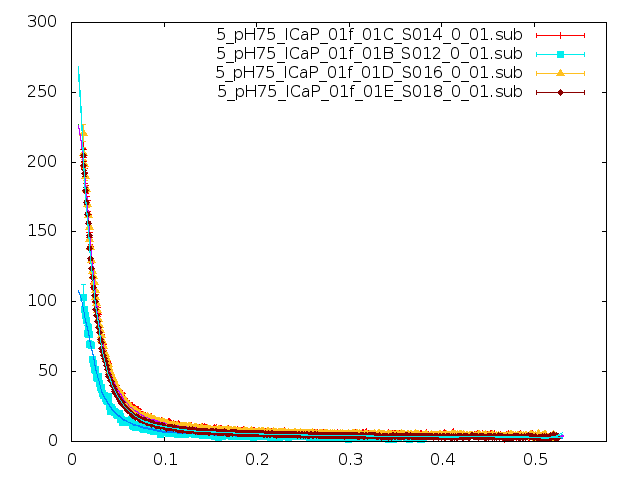 5_pH75_ICaP_01f_01C_S014_0_01.sub
5_pH75_ICaP_01f_01B_S012_0_01.sub
5_pH75_ICaP_01f_01D_S016_0_01.sub
5_pH75_ICaP_01f_01E_S018_0_01.sub
300
250
200
150
100
50
0
0 0.1 0.2 0.3 0.4 0.5